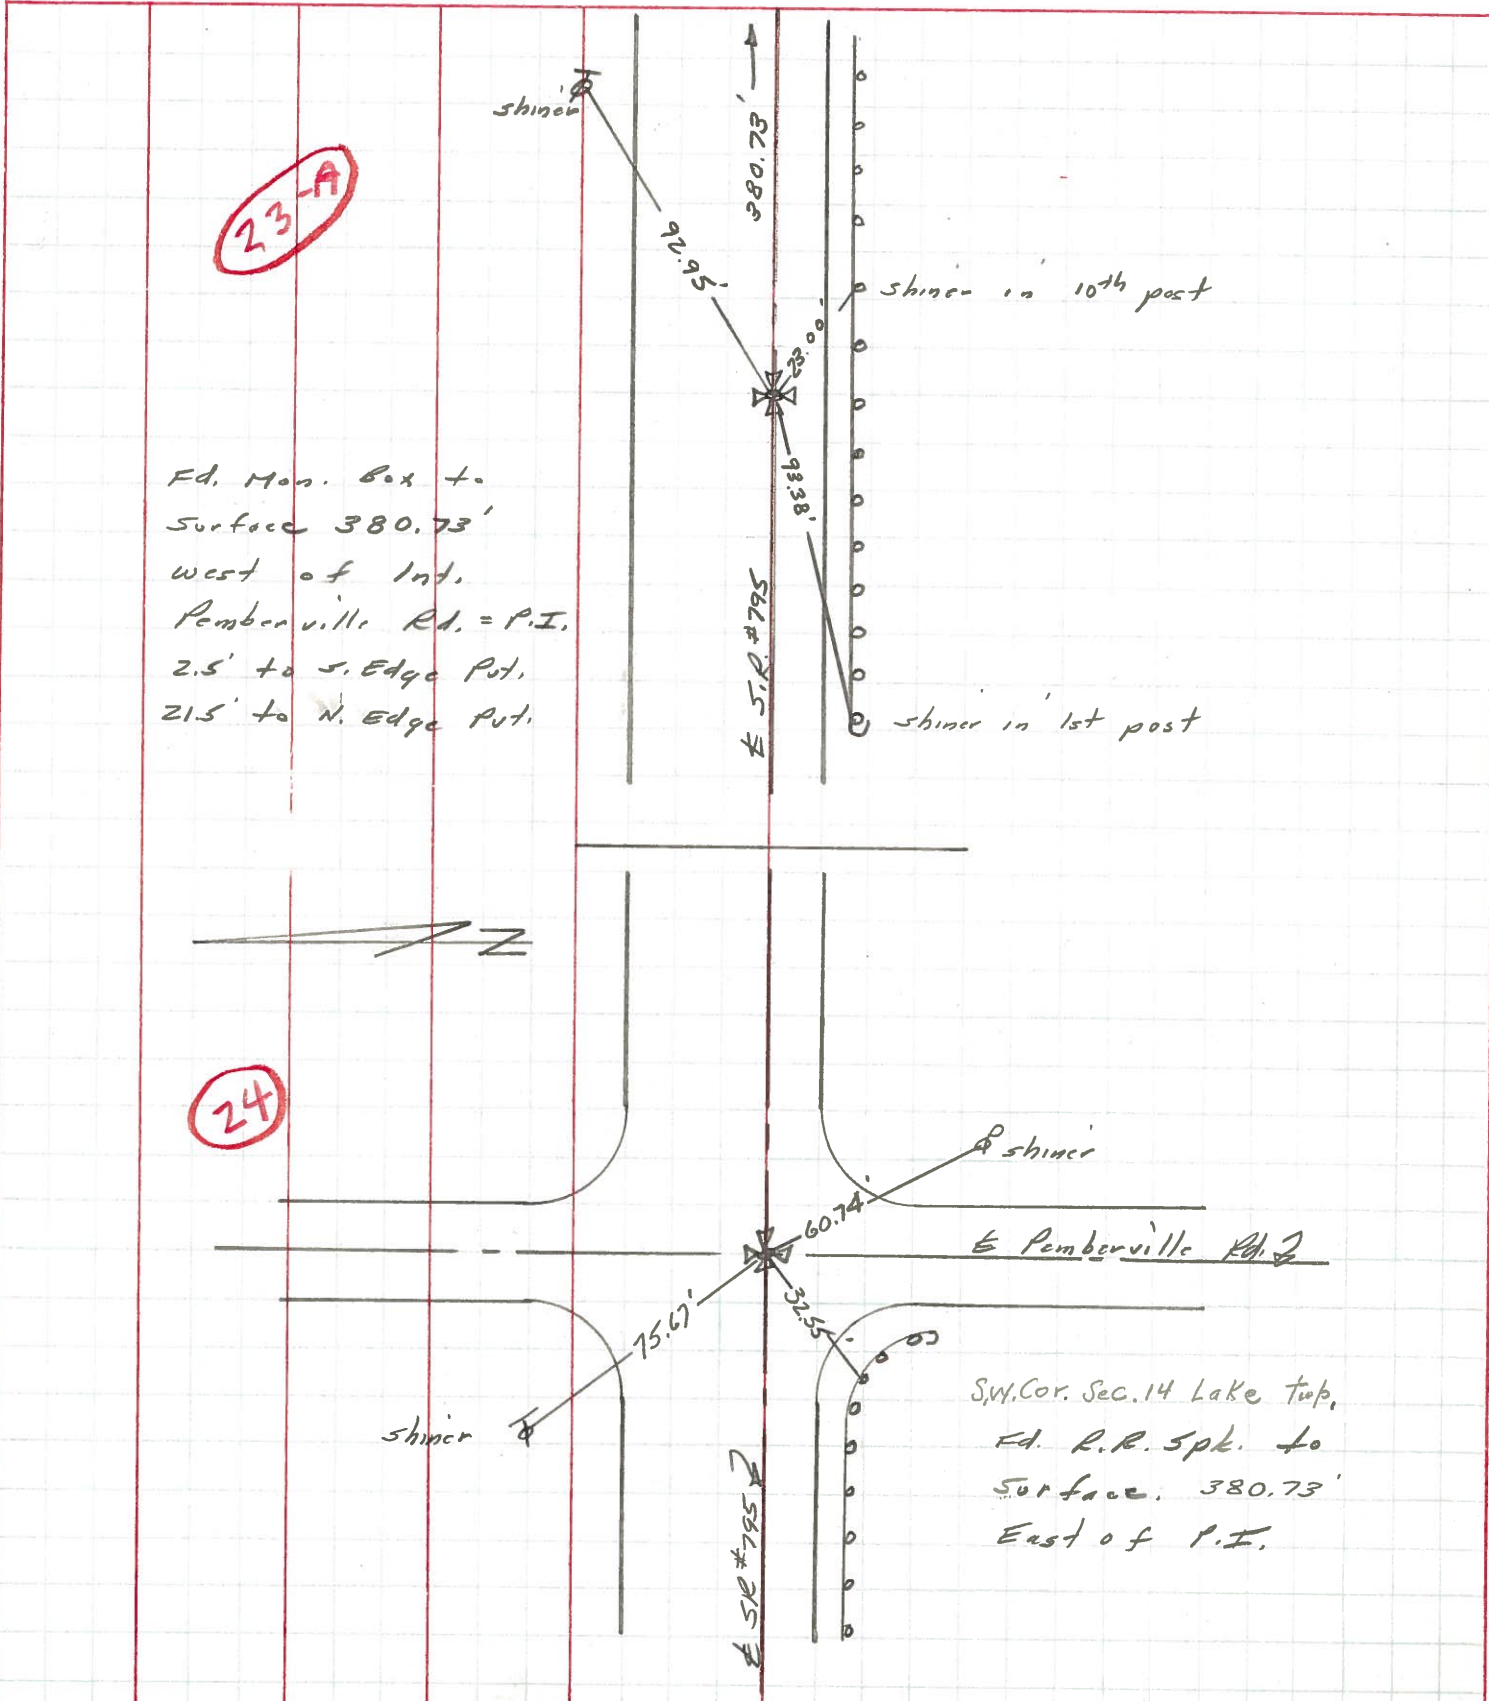 shiner
380.73'
23-A
92.95'
shiner in 10th post
23.00'
93.38'
Fd. Mon. Box to
surface 380.73'
west of Int.
Pemberville Rd. = P.I.
2.5' to S. Edge Pvt.
21.5' to N. Edge Pvt.
℄ S.R. #795
shiner in 1st post
N
24
shiner
60.74'
℄ Pemberville Rd.
75.67'
32.55'
shiner
S.W. Cor. Sec. 14 Lake Twp.
Fd. R.R. Spk. to
Surface. 380.73'
East of P.I.
℄ SR #795